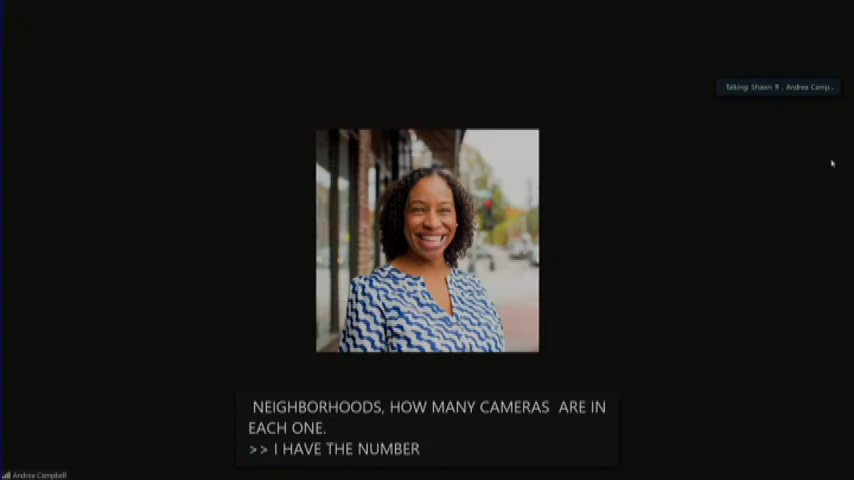 Talking: Shawn R , Andrea Camp...
NEIGHBORHOODS, HOW MANY CAMERAS  ARE IN
EACH ONE.
>> I HAVE THE NUMBER
Andrea Campbell